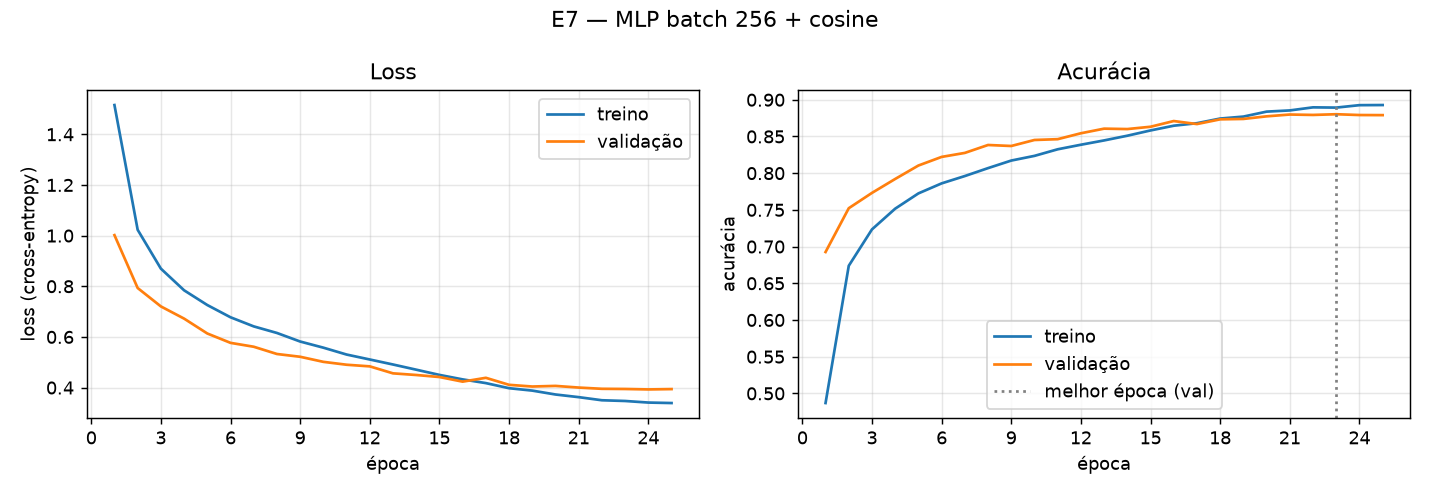 E7 — MLP batch 256 + cosine
Loss
loss (cross-entropy)
1.4
1.2
1.0
0.8
0.6
0.4
0 3 6 9 12 15 18 21 24
época
treino
validação
Acurácia
acurácia
0.90
0.85
0.80
0.75
0.70
0.65
0.60
0.55
0.50
0 3 6 9 12 15 18 21 24
época
treino
validação
melhor época (val)